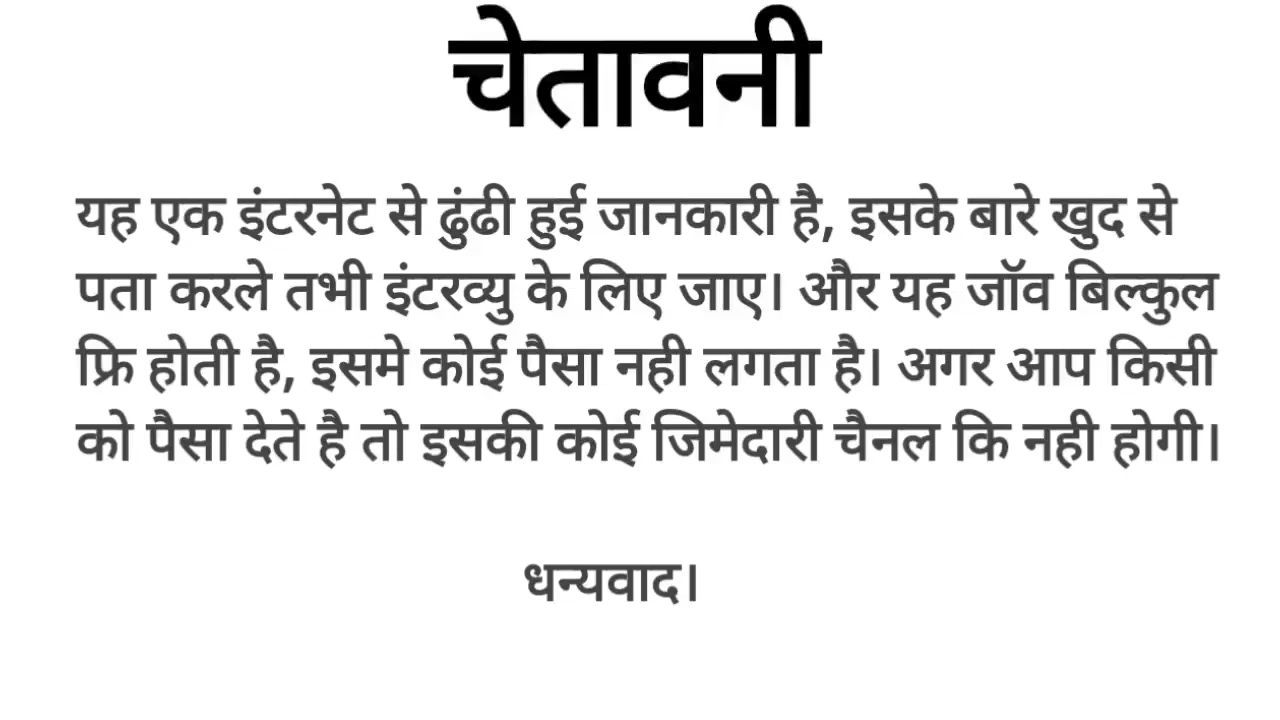 चेतावनी
यह एक इंटरनेट से ढुंढी हुई जानकारी है, इसके बारे खुद से
पता करले तभी इंटरव्यु के लिए जाए। और यह जॉव बिल्कुल
फ्रि होती है, इसमे कोई पैसा नही लगता है। अगर आप किसी
को पैसा देते है तो इसकी कोई जिमेदारी चैनल कि नही होगी।
धन्यवाद।